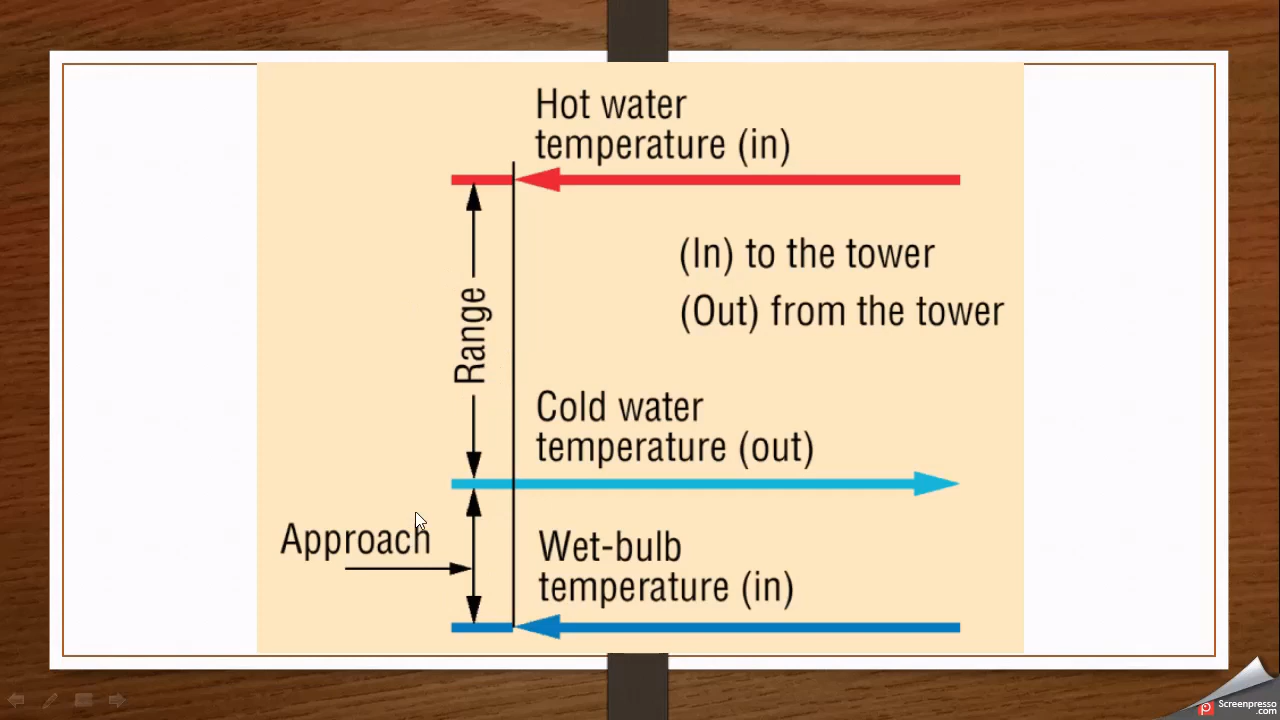 Hot water
temperature (in)
(In) to the tower
(Out) from the tower
Range
Cold water
temperature (out)
Approach
Wet-bulb
temperature (in)
Screenpresso
.com